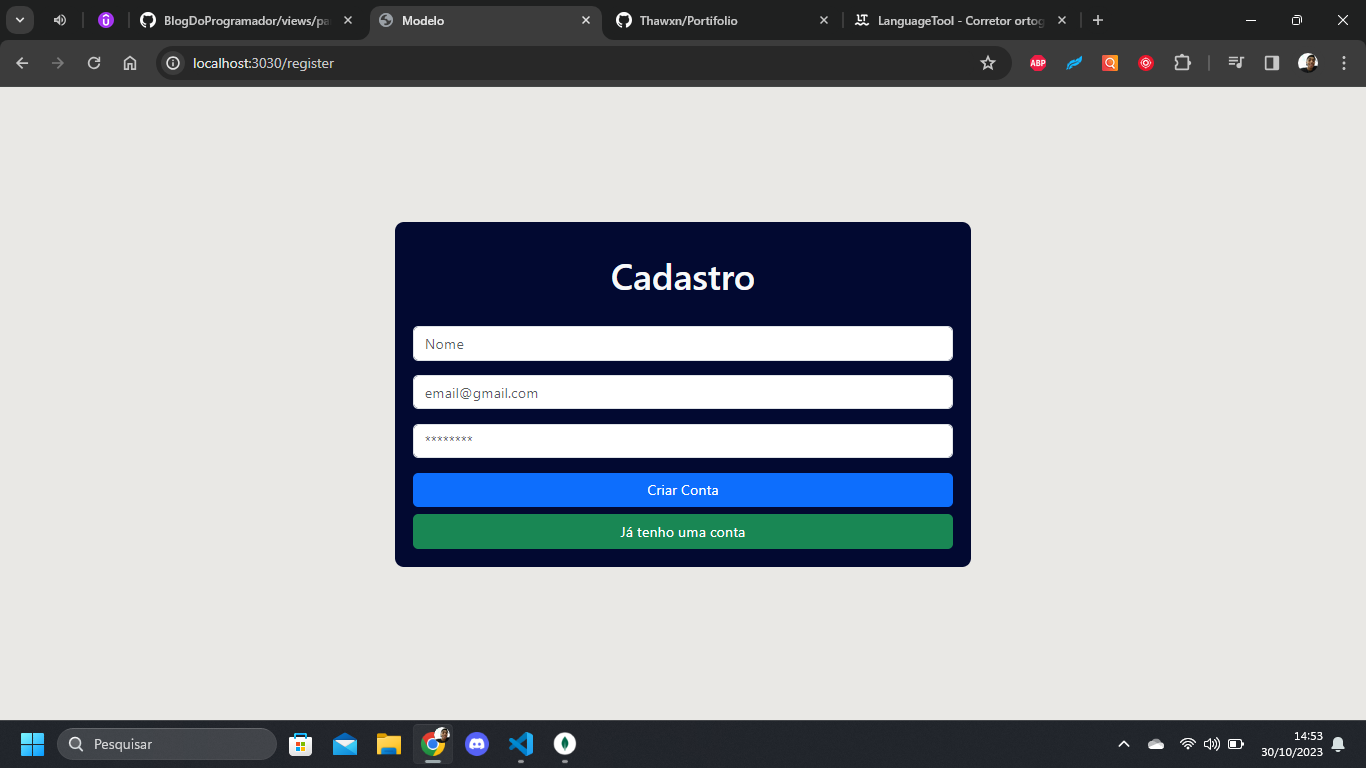 BlogDoProgramador/views/pa
Modelo
Thawxn/Portifolio
LanguageTool - Corretor ortog
localhost:3030/register
ABP
Cadastro
Nome
email@gmail.com
********
Criar Conta
Já tenho uma conta
Pesquisar
14:53
30/10/2023